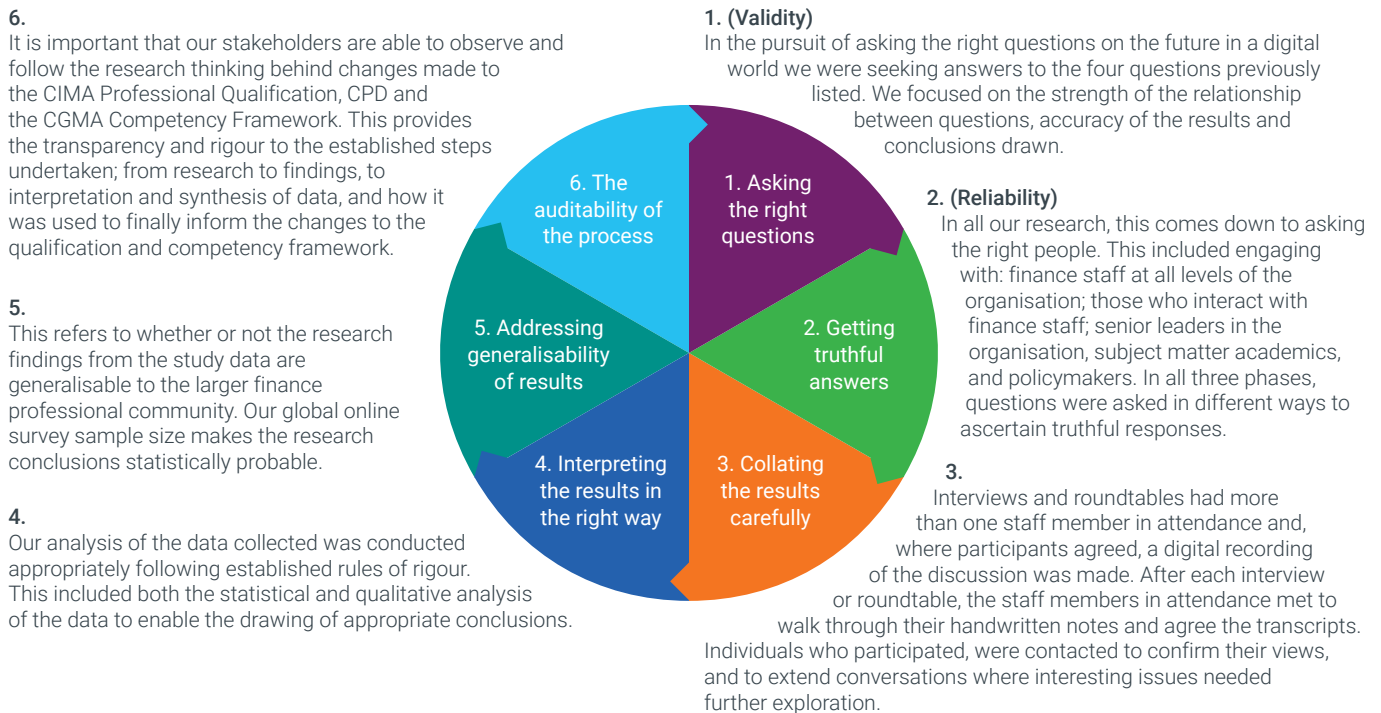 1. (Validity)
In the pursuit of asking the right questions on the future in a digital
world we were seeking answers to the four questions previously
listed. We focused on the strength of the relationship
between questions, accuracy of the results and
conclusions drawn.
2. (Reliability)
In all our research, this comes down to asking
the right people. This included engaging
with: finance staff at all levels of the
organisation; those who interact with
finance staff; senior leaders in the
organisation, subject matter academics,
and policymakers. In all three phases,
questions were asked in different ways to
ascertain truthful responses.
3.
Interviews and roundtables had more
than one staff member in attendance and,
where participants agreed, a digital recording
of the discussion was made. After each interview
or roundtable, the staff members in attendance met to
walk through their handwritten notes and agree the transcripts.
Individuals who participated, were contacted to confirm their views,
and to extend conversations where interesting issues needed
further exploration.
4.
Our analysis of the data collected was conducted
appropriately following established rules of rigour.
This included both the statistical and qualitative analysis
of the data to enable the drawing of appropriate conclusions.
5.
This refers to whether or not the research
findings from the study data are
generalisable to the larger finance
professional community. Our global online
survey sample size makes the research
conclusions statistically probable.
6.
It is important that our stakeholders are able to observe and
follow the research thinking behind changes made to
the CIMA Professional Qualification, CPD and
the CGMA Competency Framework. This provides
the transparency and rigour to the established steps
undertaken; from research to findings, to
interpretation and synthesis of data, and how it
was used to finally inform the changes to the
qualification and competency framework.
1. Asking
the right
questions
2. Getting
truthful
answers
3. Collating
the results
carefully
4. Interpreting
the results in
the right way
5. Addressing
generalisability
of results
6. The
auditability of
the process